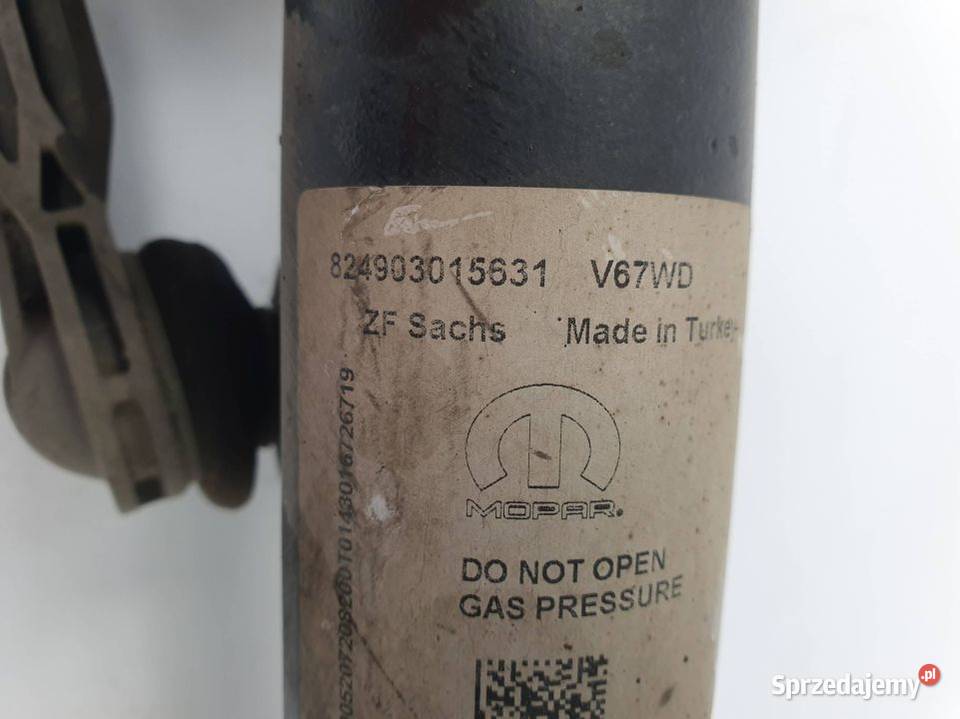 824903015631 V67WD
ZF Sachs Made in Turkey
MOPAR.
DO NOT OPEN
GAS PRESSURE
Sprzedajemy.pl